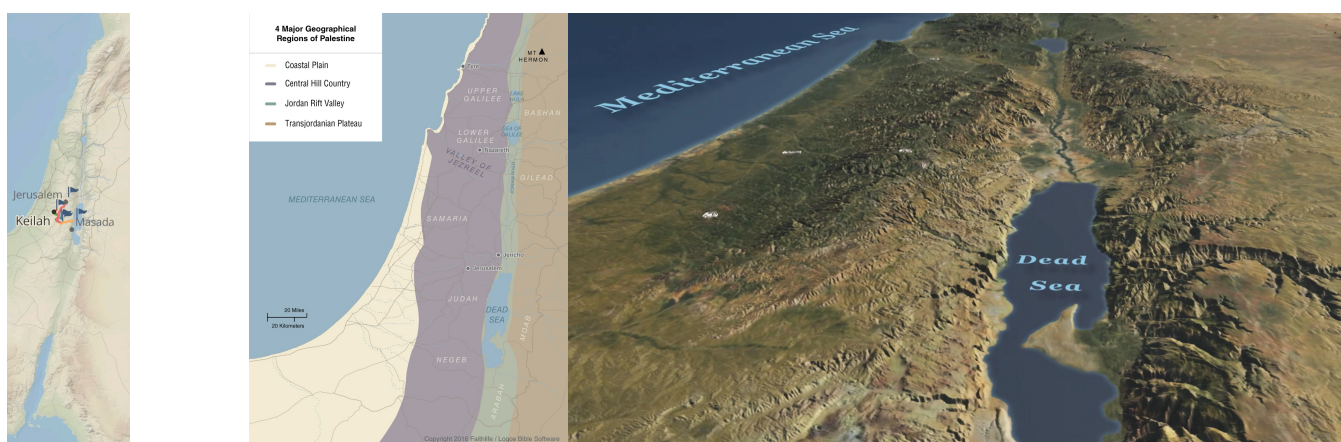 Jerusalem
Keilah
Masada
4 Major Geographical
Regions of Palestine
Coastal Plain
Central Hill Country
Jordan Rift Valley
Transjordanian Plateau
MT
HERMON
Tyre
UPPER
GALILEE
BASHAN
LOWER
GALILEE
SEA OF
GALILEE
Nazareth
VALLEY OF
JEZREEL
GILEAD
MEDITERRANEAN SEA
SAMARIA
Jericho
Jerusalem
JUDAH
DEAD
SEA
MOAB
20 Miles
20 Kilometers
NEGEB
ARABAH
Copyright 2016 Faithlife / Logos Bible Software
Mediterranean Sea
Dead
Sea